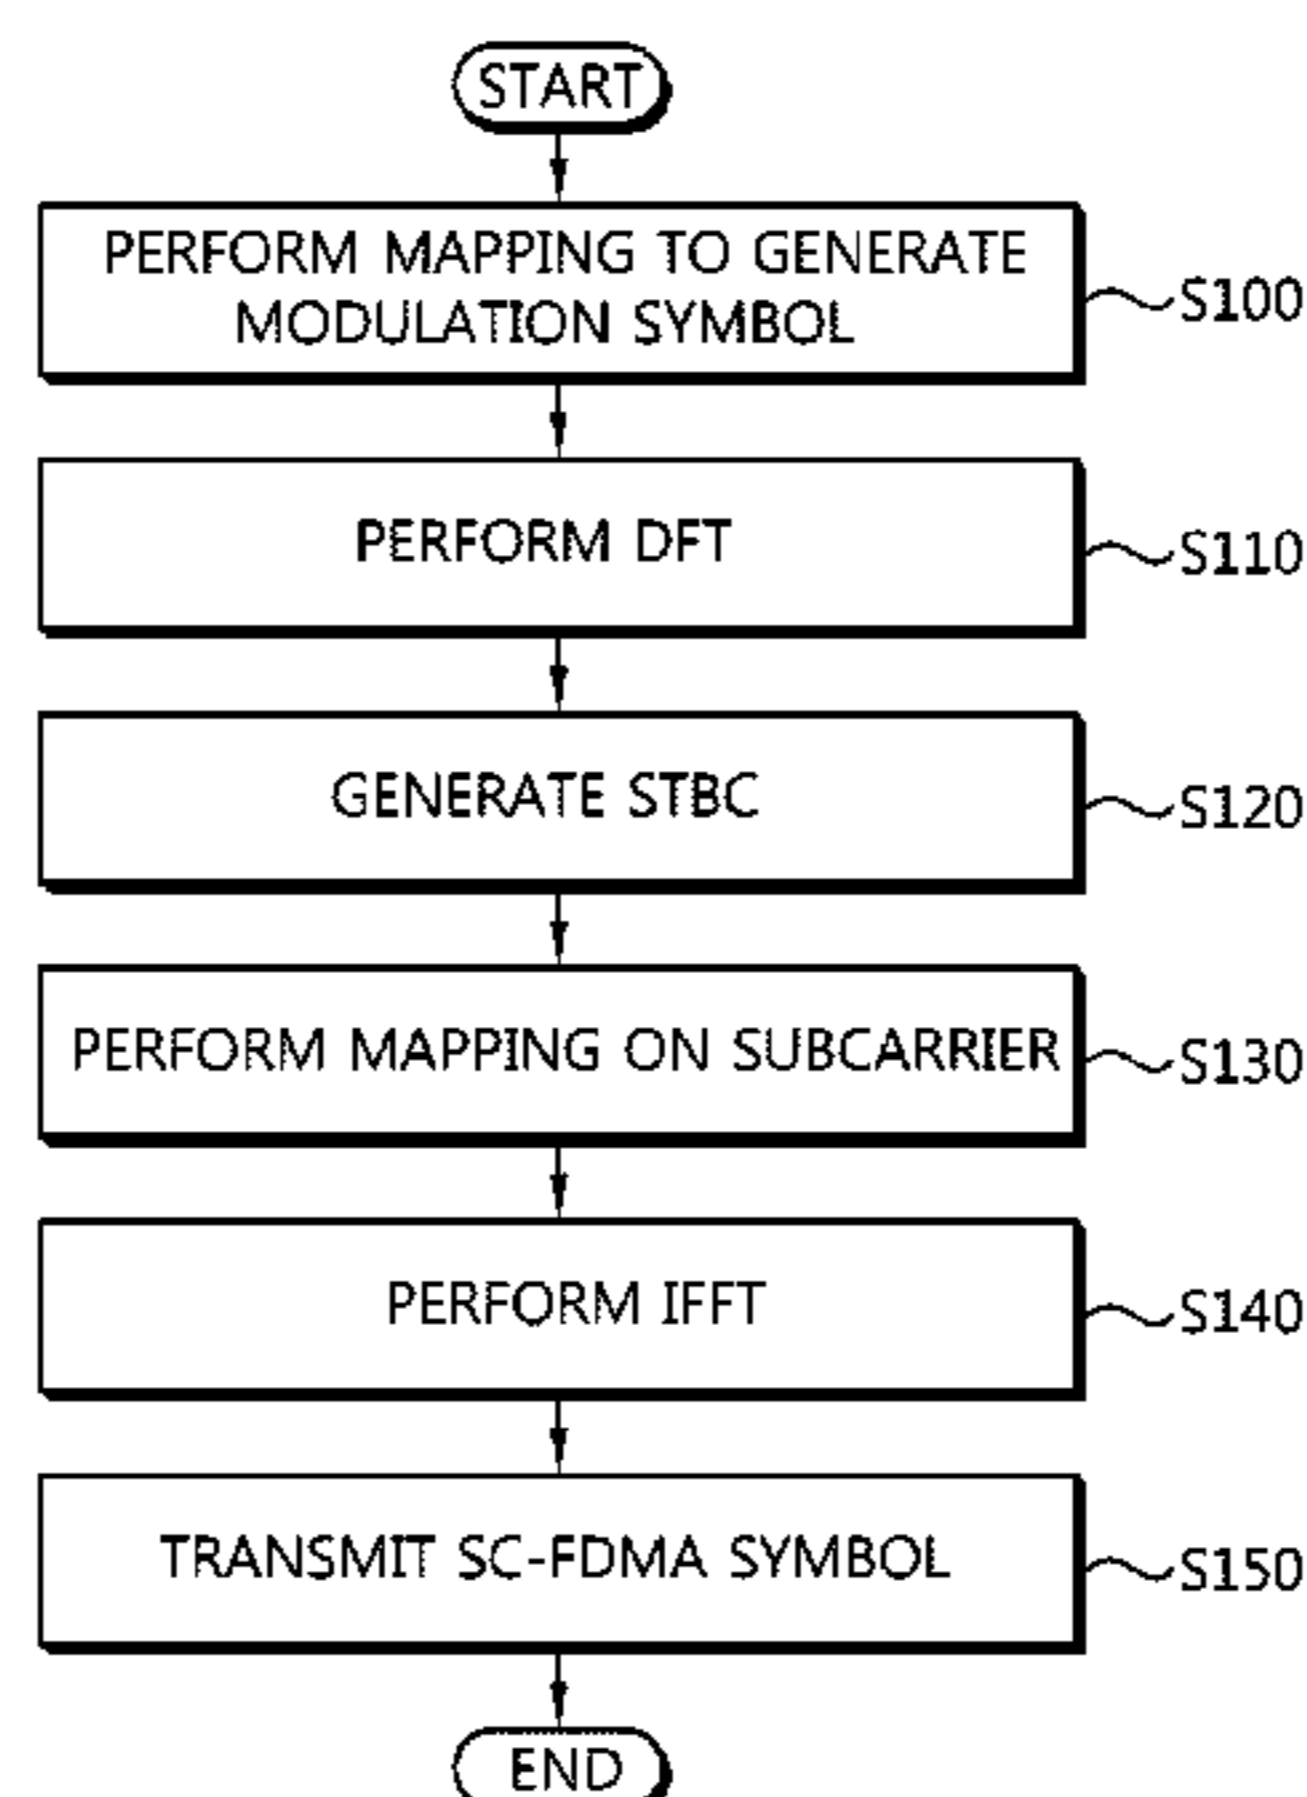 START
PERFORM MAPPING TO GENERATE
MODULATION SYMBOL
S100
PERFORM DFT
S110
GENERATE STBC
S120
PERFORM MAPPING ON SUBCARRIER
S130
PERFORM IFFT
S140
TRANSMIT SC-FDMA SYMBOL
S150
END